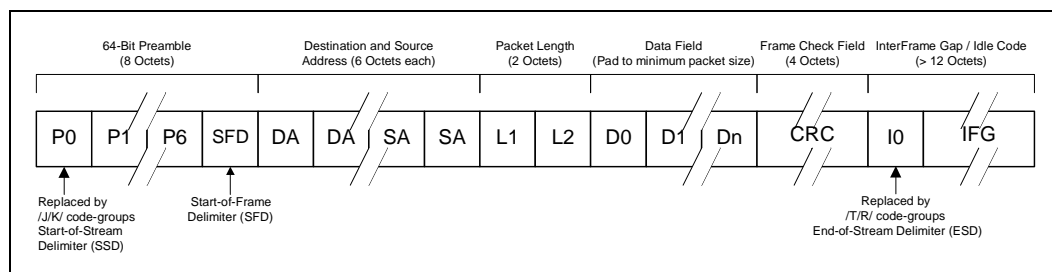 64-Bit Preamble
(8 Octets)
Destination and Source
Address (6 Octets each)
Packet Length
(2 Octets)
Data Field
(Pad to minimum packet size)
Frame Check Field
(4 Octets)
InterFrame Gap / Idle Code
(> 12 Octets)
P0 P1 P6 SFD DA DA SA SA L1 L2 D0 D1 Dn CRC I0 IFG
Replaced by
/J/K/ code-groups
Start-of-Stream
Delimiter (SSD)
Start-of-Frame
Delimiter (SFD)
Replaced by
/T/R/ code-groups
End-of-Stream Delimiter (ESD)